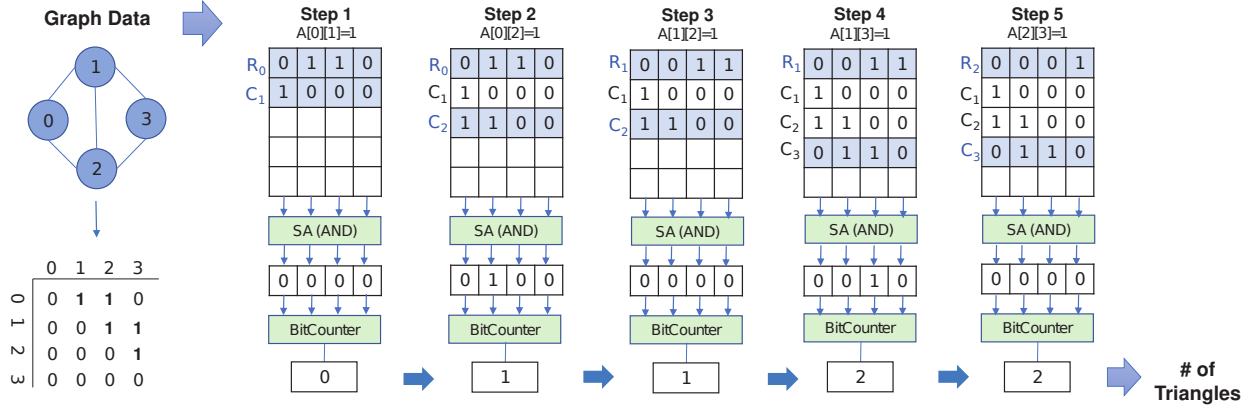 Graph Data
1
0
3
2
0 1 2 3
0 0 1 1 0
1 0 0 1 1
2 0 0 0 1
3 0 0 0 0
Step 1
A[0][1]=1
R0 0 1 1 0
C1 1 0 0 0
SA (AND)
0 0 0 0
BitCounter
0
Step 2
A[0][2]=1
R0 0 1 1 0
C1 1 0 0 0
C2 1 1 0 0
SA (AND)
0 1 0 0
BitCounter
1
Step 3
A[1][2]=1
R1 0 0 1 1
C1 1 0 0 0
C2 1 1 0 0
SA (AND)
0 0 0 0
BitCounter
1
Step 4
A[1][3]=1
R1 0 0 1 1
C1 1 0 0 0
C2 1 1 0 0
C3 0 1 1 0
SA (AND)
0 0 1 0
BitCounter
2
Step 5
A[2][3]=1
R2 0 0 0 1
C1 1 0 0 0
C2 1 1 0 0
C3 0 1 1 0
SA (AND)
0 0 0 0
BitCounter
2
# of
Triangles